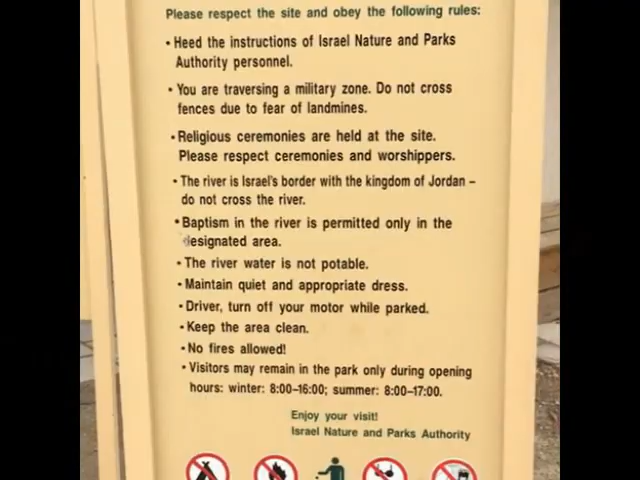 Please respect the site and obey the following rules:
• Heed the instructions of Israel Nature and Parks
Authority personnel.
• You are traversing a military zone. Do not cross
fences due to fear of landmines.
• Religious ceremonies are held at the site.
Please respect ceremonies and worshippers.
• The river is Israel's border with the kingdom of Jordan –
do not cross the river.
• Baptism in the river is permitted only in the
designated area.
• The river water is not potable.
• Maintain quiet and appropriate dress.
• Driver, turn off your motor while parked.
• Keep the area clean.
• No fires allowed!
• Visitors may remain in the park only during opening
hours: winter: 8:00-16:00; summer: 8:00-17:00.
Enjoy your visit!
Israel Nature and Parks Authority